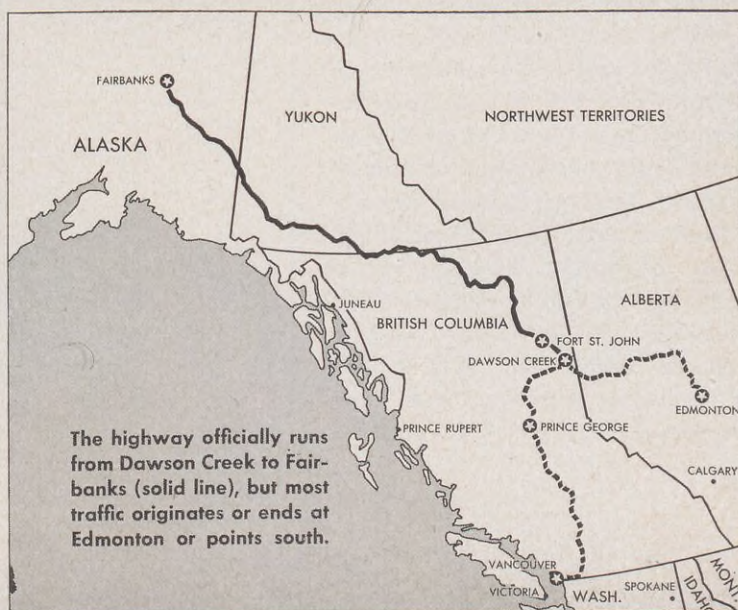 FAIRBANKS
YUKON
NORTHWEST TERRITORIES
ALASKA
JUNEAU
BRITISH COLUMBIA
ALBERTA
FORT ST. JOHN
DAWSON CREEK
EDMONTON
PRINCE RUPERT
PRINCE GEORGE
The highway officially runs
from Dawson Creek to Fair-
banks (solid line), but most
traffic originates or ends at
Edmonton or points south.
CALGARY
VANCOUVER
VICTORIA
WASH.
SPOKANE
IDAH
MONT.